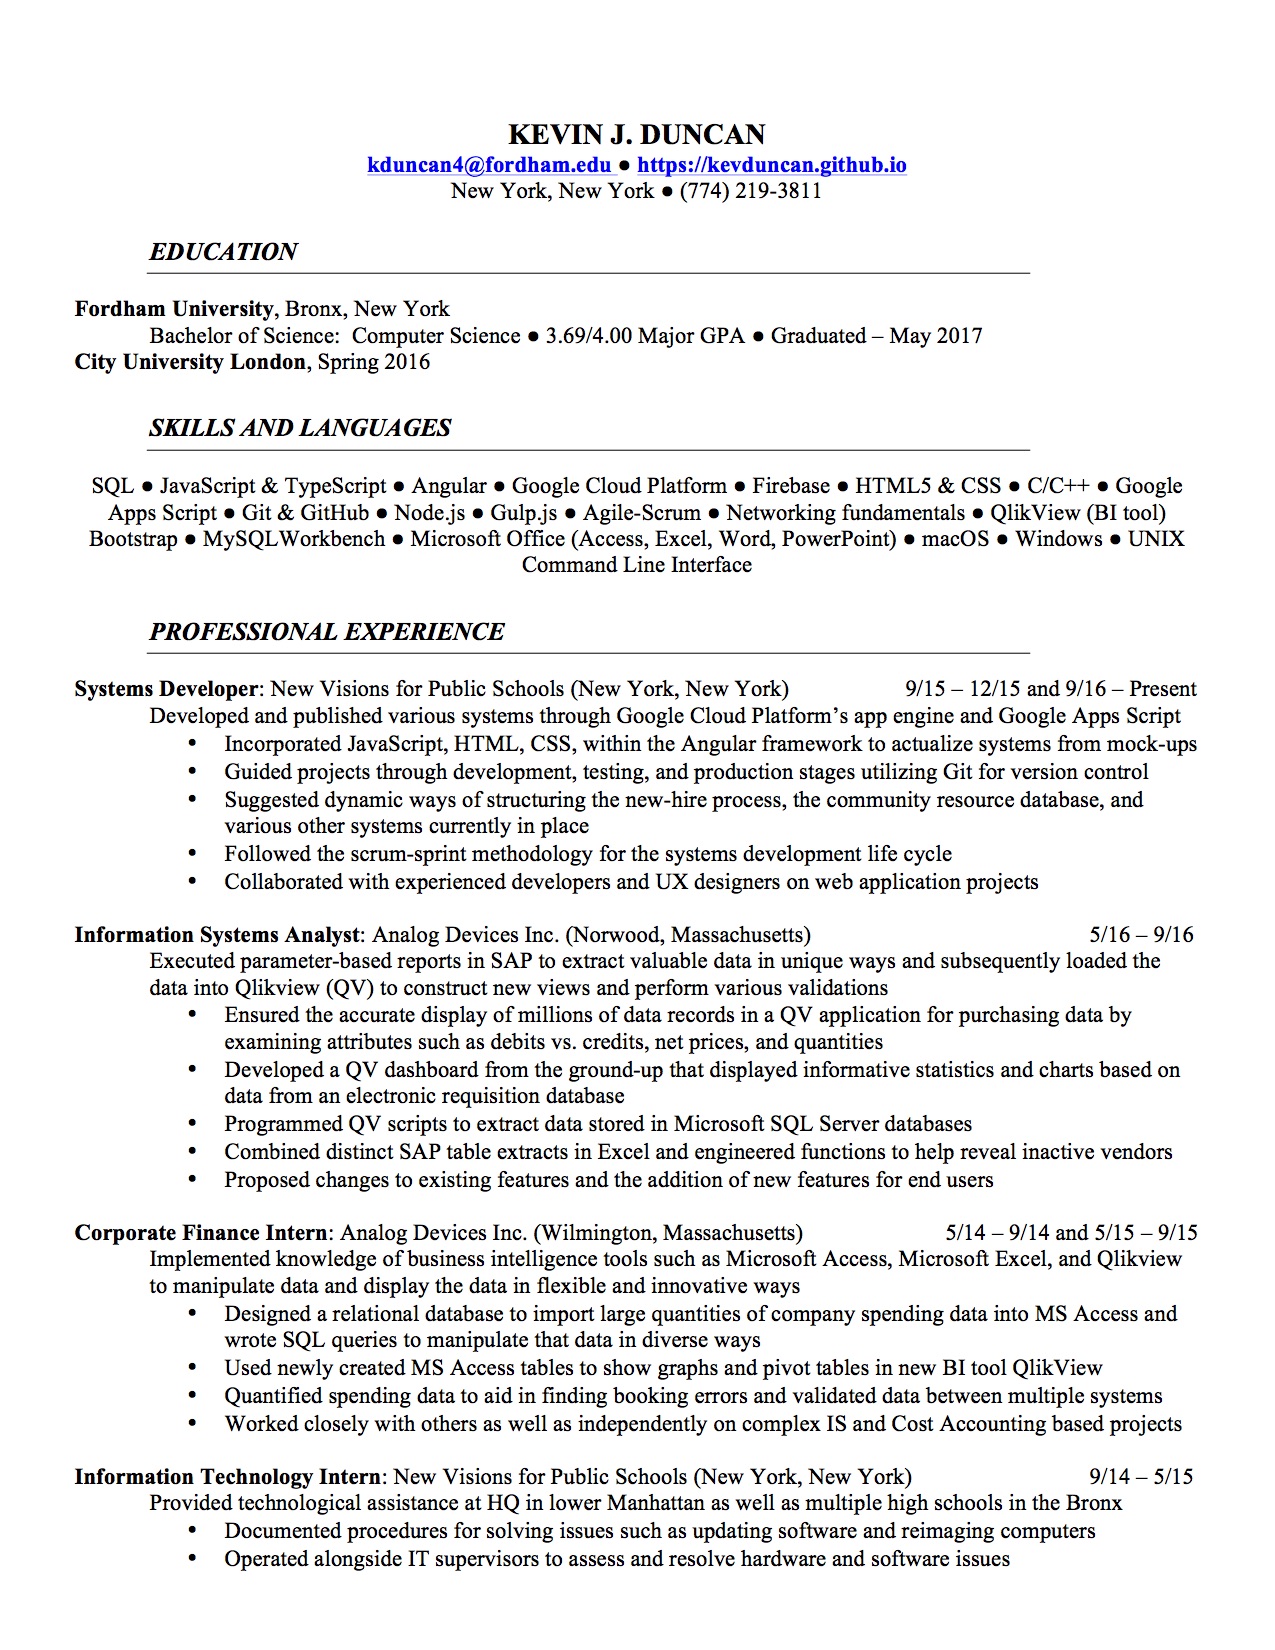 KEVIN J. DUNCAN
kduncan4@fordham.edu ● https://kevduncan.github.io
New York, New York ● (774) 219-3811
EDUCATION
Fordham University, Bronx, New York
Bachelor of Science:  Computer Science ● 3.69/4.00 Major GPA ● Graduated – May 2017
City University London, Spring 2016
SKILLS AND LANGUAGES
SQL ● JavaScript & TypeScript ● Angular ● Google Cloud Platform ● Firebase ● HTML5 & CSS ● C/C++ ● Google
Apps Script ● Git & GitHub ● Node.js ● Gulp.js ● Agile-Scrum ● Networking fundamentals ● QlikView (BI tool)
Bootstrap ● MySQLWorkbench ● Microsoft Office (Access, Excel, Word, PowerPoint) ● macOS ● Windows ● UNIX
Command Line Interface
PROFESSIONAL EXPERIENCE
Systems Developer: New Visions for Public Schools (New York, New York) 9/15 – 12/15 and 9/16 – Present
Developed and published various systems through Google Cloud Platform’s app engine and Google Apps Script
• Incorporated JavaScript, HTML, CSS, within the Angular framework to actualize systems from mock-ups
• Guided projects through development, testing, and production stages utilizing Git for version control
• Suggested dynamic ways of structuring the new-hire process, the community resource database, and
various other systems currently in place
• Followed the scrum-sprint methodology for the systems development life cycle
• Collaborated with experienced developers and UX designers on web application projects
Information Systems Analyst: Analog Devices Inc. (Norwood, Massachusetts) 5/16 – 9/16
Executed parameter-based reports in SAP to extract valuable data in unique ways and subsequently loaded the
data into Qlikview (QV) to construct new views and perform various validations
• Ensured the accurate display of millions of data records in a QV application for purchasing data by
examining attributes such as debits vs. credits, net prices, and quantities
• Developed a QV dashboard from the ground-up that displayed informative statistics and charts based on
data from an electronic requisition database
• Programmed QV scripts to extract data stored in Microsoft SQL Server databases
• Combined distinct SAP table extracts in Excel and engineered functions to help reveal inactive vendors
• Proposed changes to existing features and the addition of new features for end users
Corporate Finance Intern: Analog Devices Inc. (Wilmington, Massachusetts) 5/14 – 9/14 and 5/15 – 9/15
Implemented knowledge of business intelligence tools such as Microsoft Access, Microsoft Excel, and Qlikview
to manipulate data and display the data in flexible and innovative ways
• Designed a relational database to import large quantities of company spending data into MS Access and
wrote SQL queries to manipulate that data in diverse ways
• Used newly created MS Access tables to show graphs and pivot tables in new BI tool QlikView
• Quantified spending data to aid in finding booking errors and validated data between multiple systems
• Worked closely with others as well as independently on complex IS and Cost Accounting based projects
Information Technology Intern: New Visions for Public Schools (New York, New York) 9/14 – 5/15
Provided technological assistance at HQ in lower Manhattan as well as multiple high schools in the Bronx
• Documented procedures for solving issues such as updating software and reimaging computers
• Operated alongside IT supervisors to assess and resolve hardware and software issues